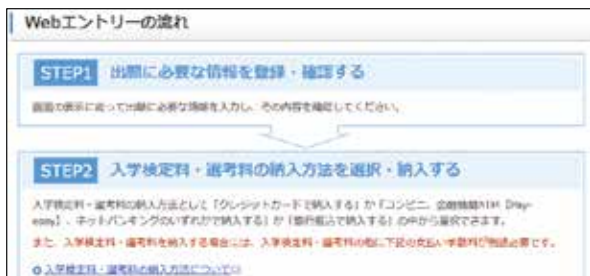 Webエントリーの流れ
STEP1 出願に必要な情報を登録・確認する
画面の表示に従って出願に必要な情報を入力し、その内容を確認してください。
STEP2 入学検定料・選考料の納入方法を選択・納入する
入学検定料・選考料の納入方法として「クレジットカードで納入する」か「コンビニ、金融機関ATM【Pay-
easy】、ネットバンキングのいずれかで納入する」か「銀行振込で納入する」の中から選択できます。
また、入学検定料・選考料を納入する場合には、入学検定料・選考料の他に下記の支払い手数料が別途必要です。
入学検定料・選考料の納入方法について